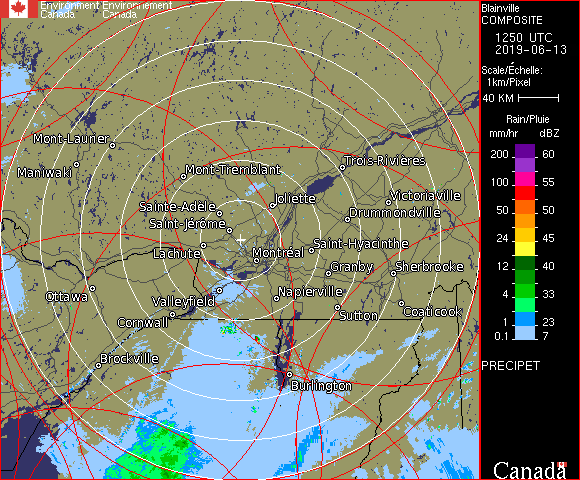 Environment Environnement
Canada Canada
Blainville
COMPOSITE
1250 UTC
2019-06-13
Scale/Échelle:
1km/Pixel
40 KM
Rain/Pluie
mm/hr dBZ
200 60
100 55
50 50
24 45
12 40
4 33
1 23
0.1 7
PRECIPET
Canada
Mont-Laurier
Maniwaki
Mont-Tremblant
Trois-Rivières
Joliette
Victoriaville
Sainte-Adele
Drummondville
Saint-Jérôme
Saint-Hyacinthe
Lachute
Montréal
Granby
Sherbrooke
Ottawa
Valleyfield
Napierville
Cornwall
Sutton
Coaticook
Brockville
Burlington